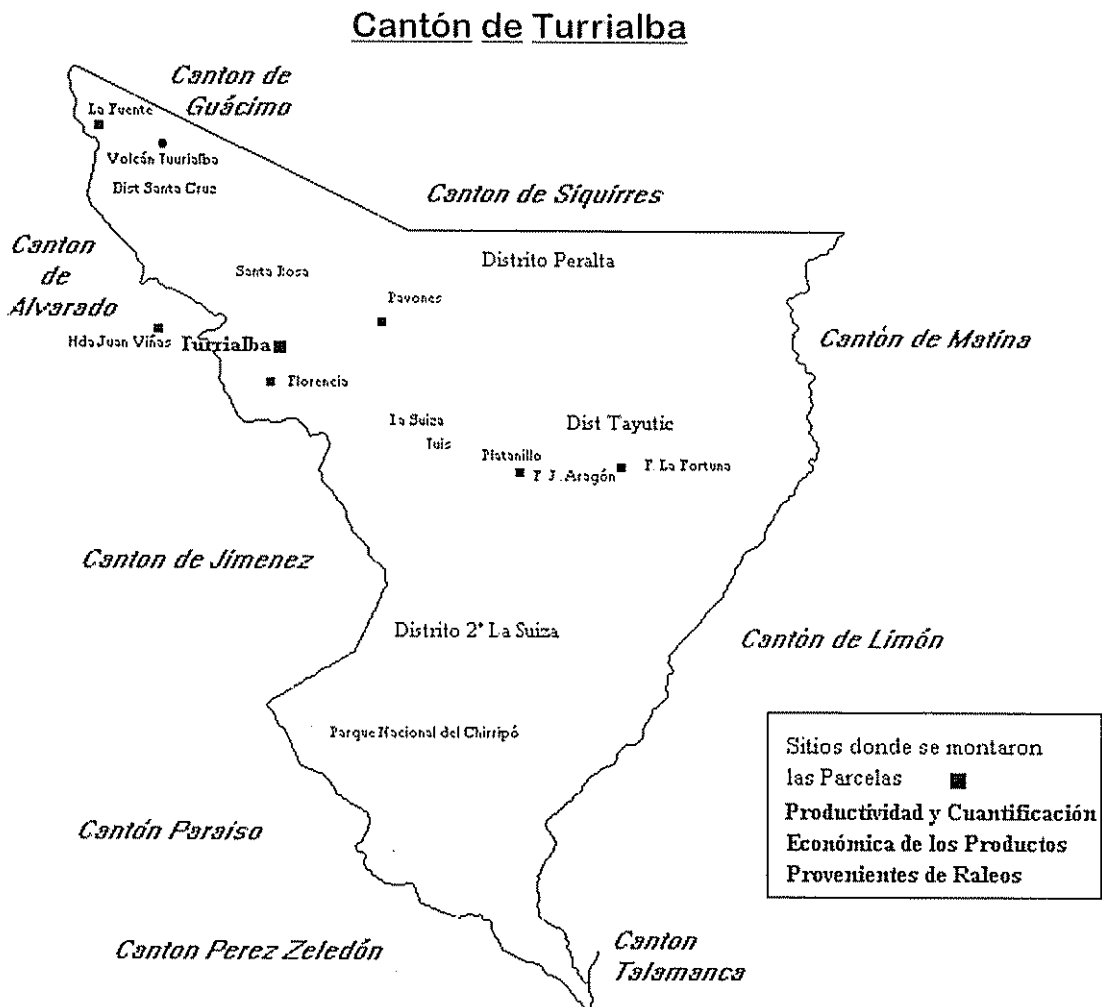 Cantón de Turrialba
Canton de
Guácimo
La Fuente
Volcán Tuurialba
Dist Santa Cruz
Canton de Siquirres
Canton
de
Alvarado
Distrito Peralta
Santa Rosa
Pavones
Hda Juan Viñas
Turrialba
Cantón de Matina
Florencia
La Suiza
Tuis
Dist Tayutic
Platanillo
F. J. Aragón
F. La Fortuna
Canton de Jimenez
Distrito 2° La Suiza
Cantón de Limón
Parque Nacional del Chirripó
Sitios donde se montaron
las Parcelas
Productividad y Cuantificación
Económica de los Productos
Provenientes de Raleos
Cantón Paraíso
Canton Perez Zeledón
Canton
Talamanca